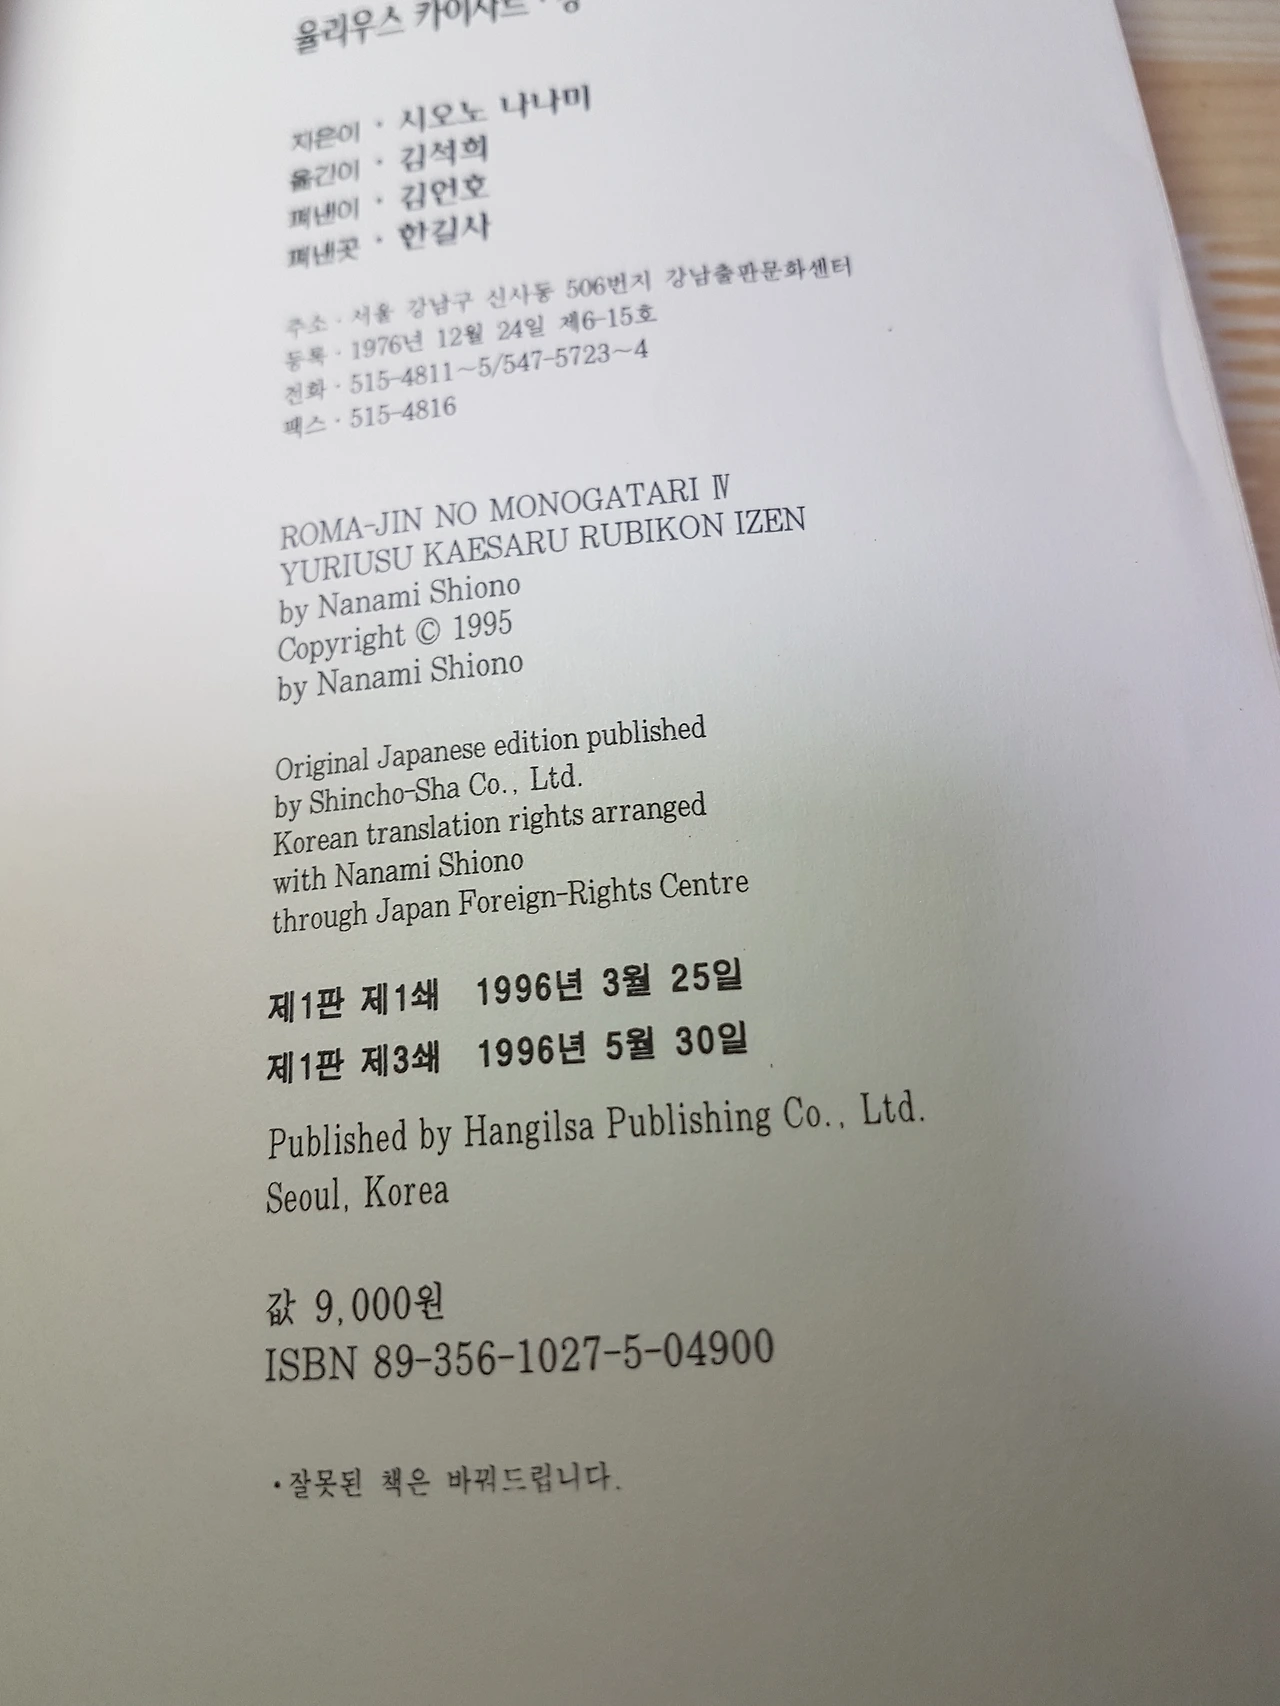 율리우스 카이사르 · 상
지은이 · 시오노 나나미
옮긴이 · 김석희
펴낸이 · 김언호
펴낸곳 · 한길사
주소 · 서울 강남구 신사동 506번지 강남출판문화센터
등록 · 1976년 12월 24일 제6-15호
전화 · 515-4811~5/547-5723~4
팩스 · 515-4816
ROMA-JIN NO MONOGATARI Ⅳ
YURIUSU KAESARU RUBIKON IZEN
by Nanami Shiono
Copyright © 1995
by Nanami Shiono
Original Japanese edition published
by Shincho-Sha Co., Ltd.
Korean translation rights arranged
with Nanami Shiono
through Japan Foreign-Rights Centre
제1판 제1쇄 1996년 3월 25일
제1판 제3쇄 1996년 5월 30일
Published by Hangilsa Publishing Co., Ltd.
Seoul, Korea
값 9,000원
ISBN 89-356-1027-5-04900
· 잘못된 책은 바꿔드립니다.